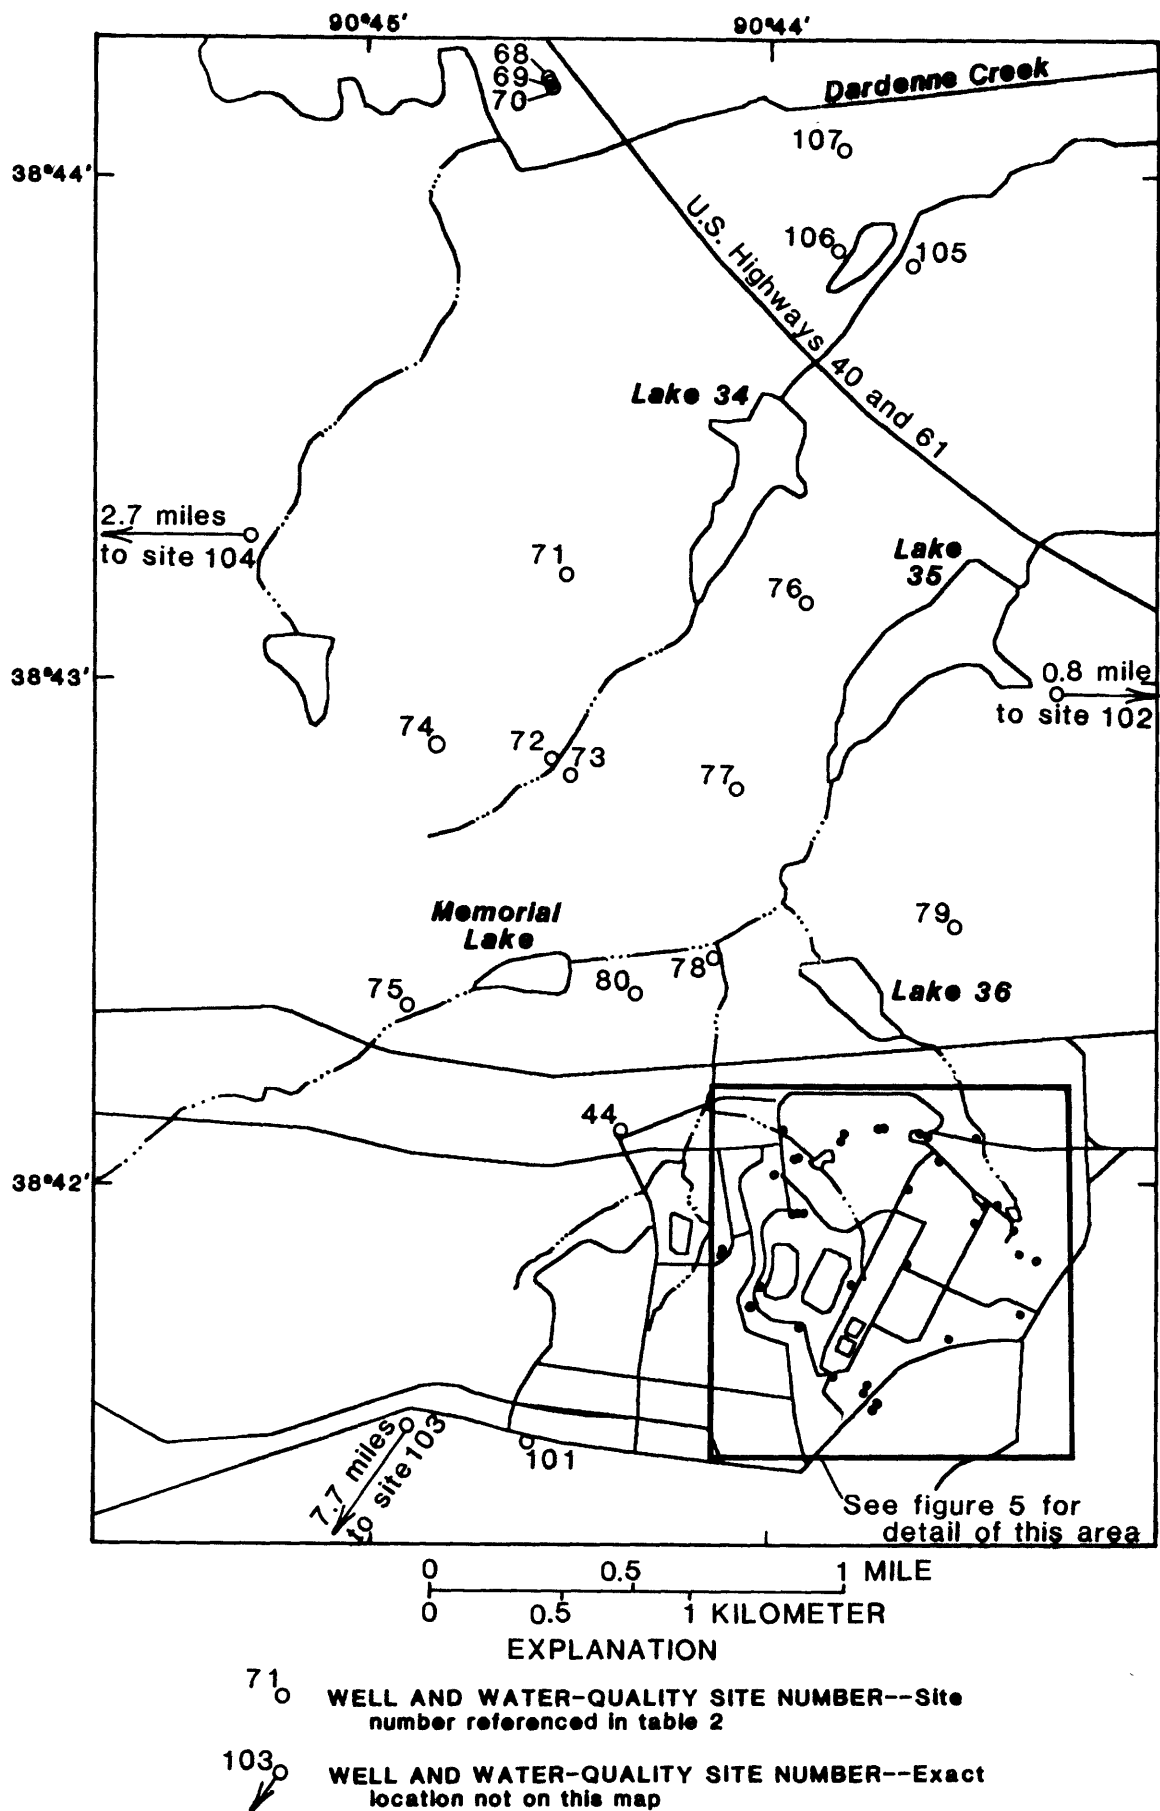 90°45' 90°44'
68
69
70
Dardenne Creek
107
38°44'
U.S. Highways 40 and 61
106
105
Lake 34
2.7 miles
to site 104
71
Lake
35
76
38°43'
0.8 mile
to site 102
74
72
73
77
Memorial
Lake
79
78
75
80
Lake 36
44
38°42'
7.7 miles
to site 103
101
See figure 5 for
detail of this area
0 0.5 1 MILE
0 0.5 1 KILOMETER
EXPLANATION
71 WELL AND WATER-QUALITY SITE NUMBER--Site
number referenced in table 2
103 WELL AND WATER-QUALITY SITE NUMBER--Exact
location not on this map